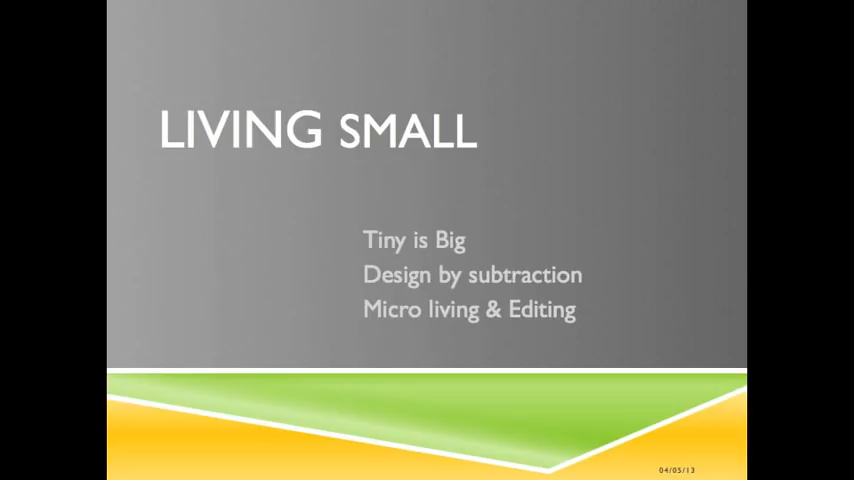 LIVING SMALL
Tiny is Big
Design by subtraction
Micro living & Editing
04/05/13